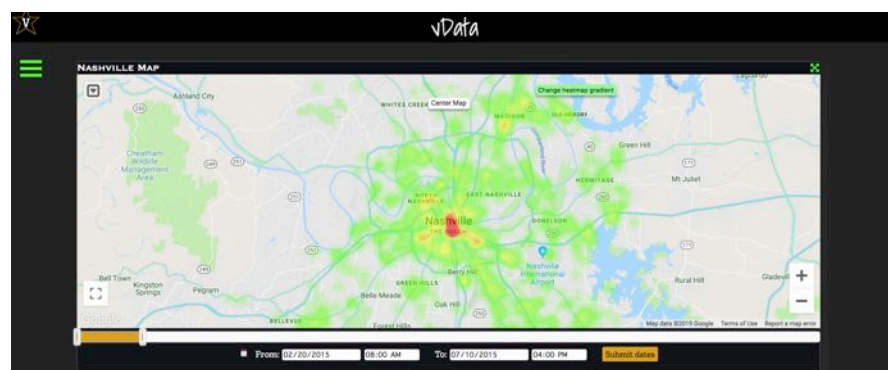 V
vData
NASHVILLE MAP
Ashland City
WHITES CREEK
Center Map
Change heatmap gradient
MADISON
OLD HICKORY
Cheatham
Wildlife
Management
Area
Green Hill
Mt Juliet
HERMITAGE
NORTH
NASHVILLE
EAST NASHVILLE
Nashville
THE GULCH
DONELSON
Nashville
International
Airport
Berry Hill
Bell Town
Kingston
Springs
Pegram
GREEN HILLS
Belle Meade
Oak Hill
Rural Hill
Gladevill
+
−
Google
BELLEVUE
Forest Hills
Map data ©2019 Google
Terms of Use
Report a map error
From: 02/20/2015 08:00 AM To: 07/10/2015 04:00 PM Submit dates